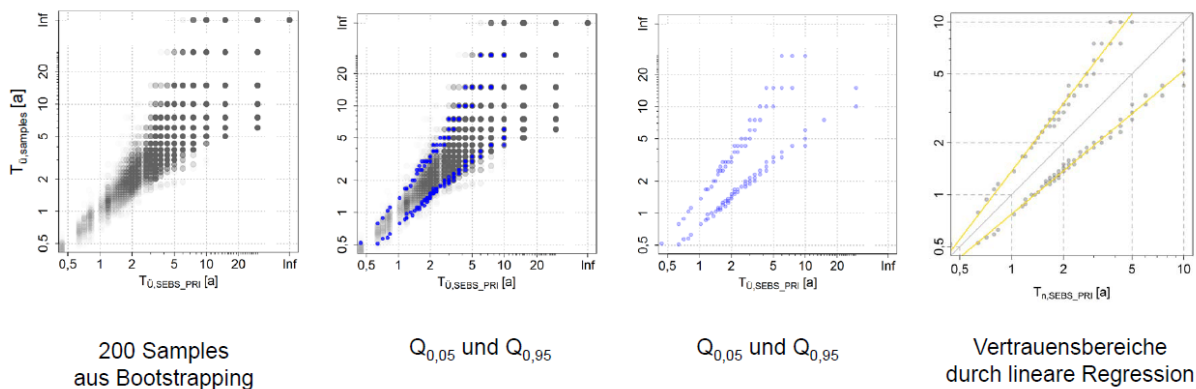 Inf
20
10
5
2
1
0.5
T_Ü,samples [a]
0,5 1 2 5 10 20 Inf
T_Ü,SEBS_PRI [a]
Inf
20
10
5
2
1
0.5
0,5 1 2 5 10 20 Inf
T_Ü,SEBS_PRI [a]
Inf
20
10
5
2
1
0.5
0,5 1 2 5 10 20 Inf
T_Ü,SEBS_PRI [a]
10
5
2
1
0.5
0,5 1 2 5 10
T_n,SEBS_PRI [a]
200 Samples
aus Bootstrapping
Q_0,05 und Q_0,95
Q_0,05 und Q_0,95
Vertrauensbereiche
durch lineare Regression